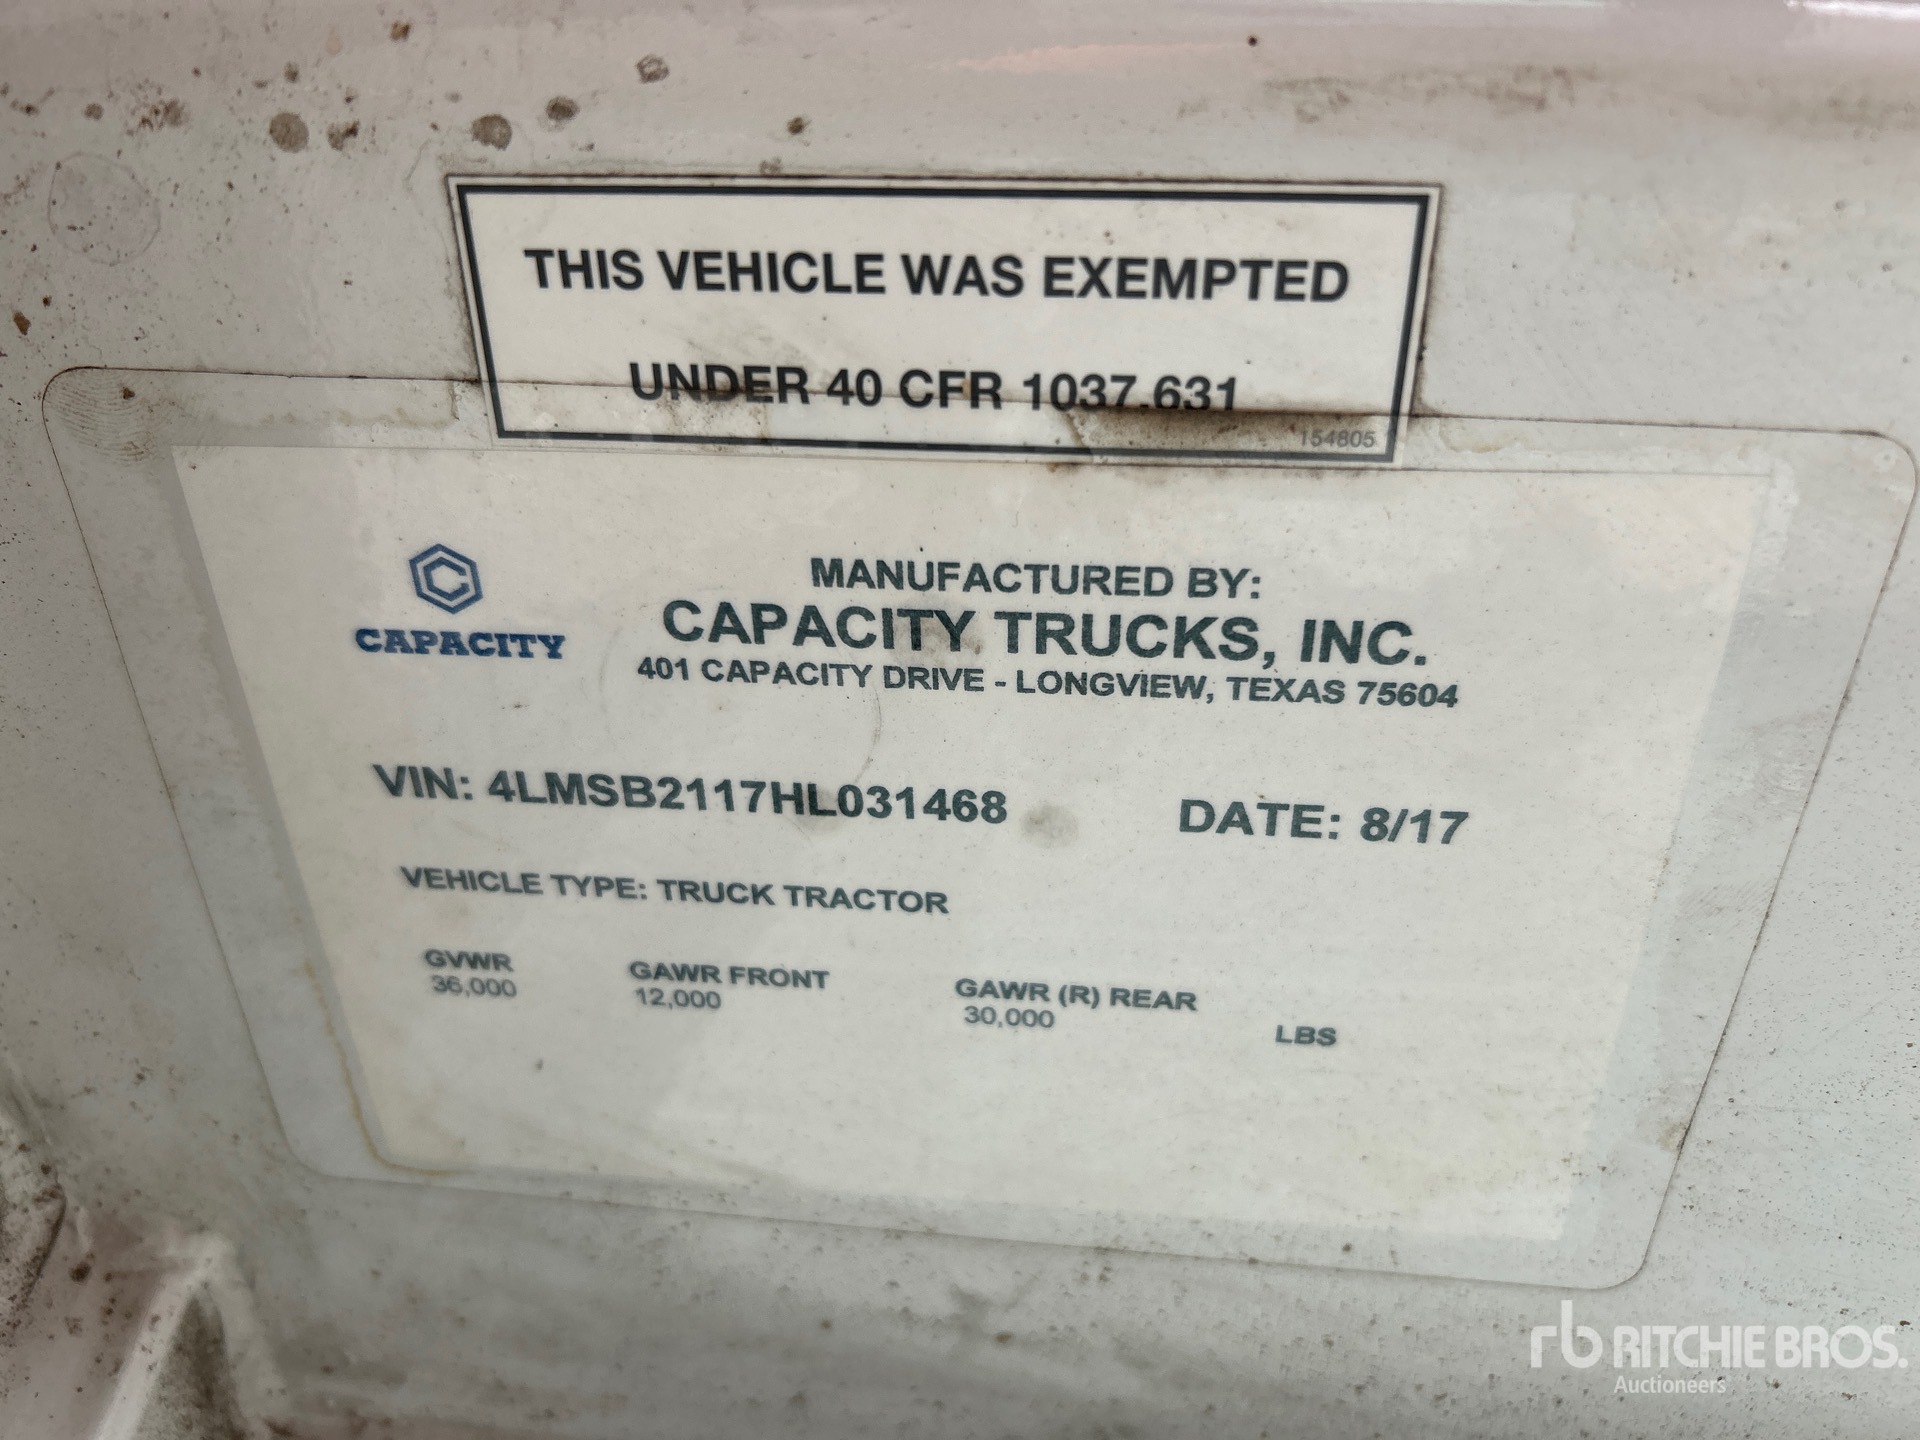 THIS VEHICLE WAS EXEMPTED
UNDER 40 CFR 1037.631
154805
CAPACITY
MANUFACTURED BY:
CAPACITY TRUCKS, INC.
401 CAPACITY DRIVE - LONGVIEW, TEXAS 75604
VIN: 4LMSB2117HL031468 DATE: 8/17
VEHICLE TYPE: TRUCK TRACTOR
GVWR GAWR FRONT GAWR (R) REAR
36,000 12,000 30,000 LBS
rb RITCHIE BROS.
Auctioneers